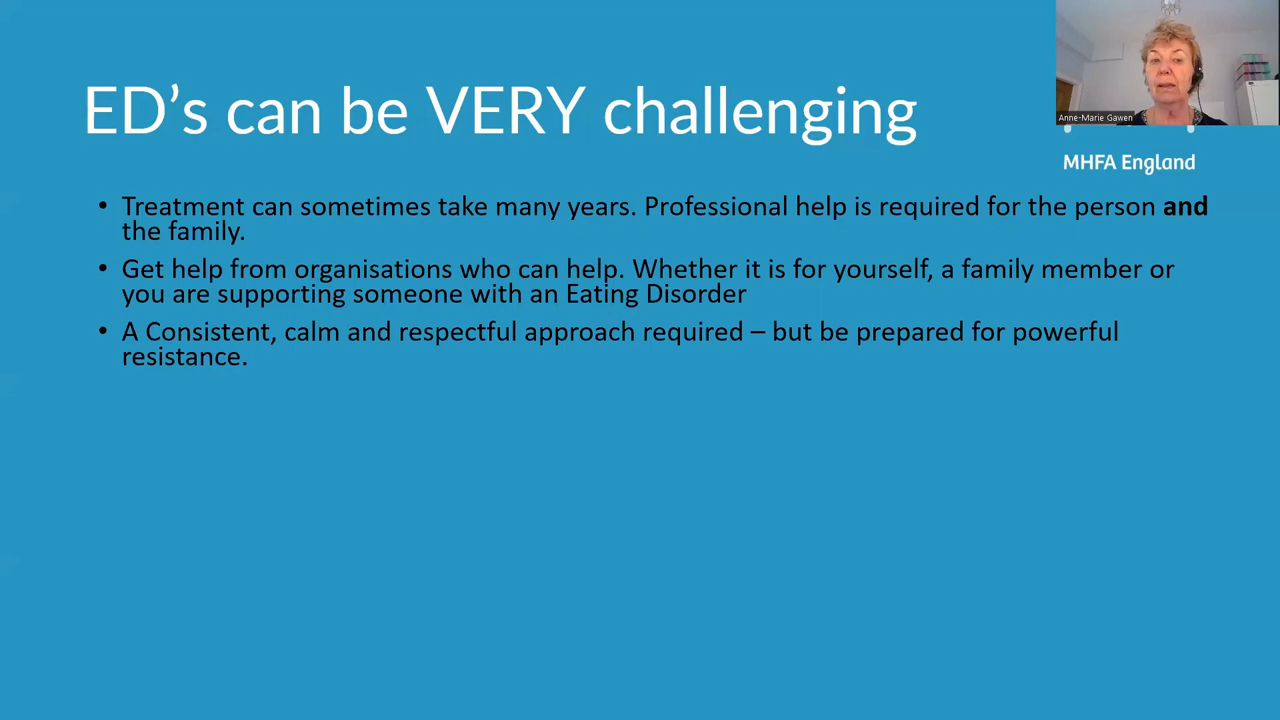 ED’s can be VERY challenging
Anne-Marie Gawen
MHFA England
• Treatment can sometimes take many years. Professional help is required for the person and
the family.
• Get help from organisations who can help. Whether it is for yourself, a family member or
you are supporting someone with an Eating Disorder
• A Consistent, calm and respectful approach required – but be prepared for powerful
resistance.